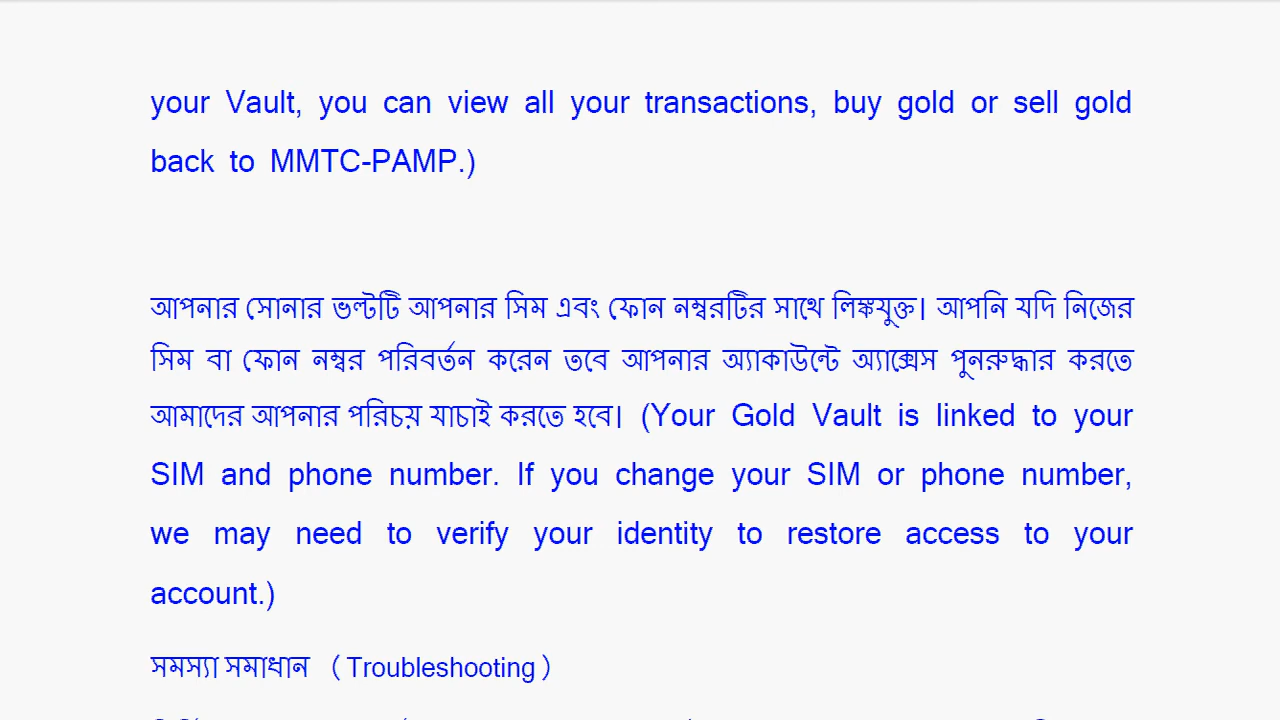 your Vault, you can view all your transactions, buy gold or sell gold
back to MMTC-PAMP.)
আপনার সোনার ভল্টটি আপনার সিম এবং ফোন নম্বরটির সাথে লিঙ্কযুক্ত। আপনি যদি নিজের
সিম বা ফোন নম্বর পরিবর্তন করেন তবে আপনার অ্যাকাউন্টে অ্যাক্সেস পুনরুদ্ধার করতে
আমাদের আপনার পরিচয় যাচাই করতে হবে। (Your Gold Vault is linked to your
SIM and phone number. If you change your SIM or phone number,
we may need to verify your identity to restore access to your
account.)
সমস্যা সমাধান (Troubleshooting)